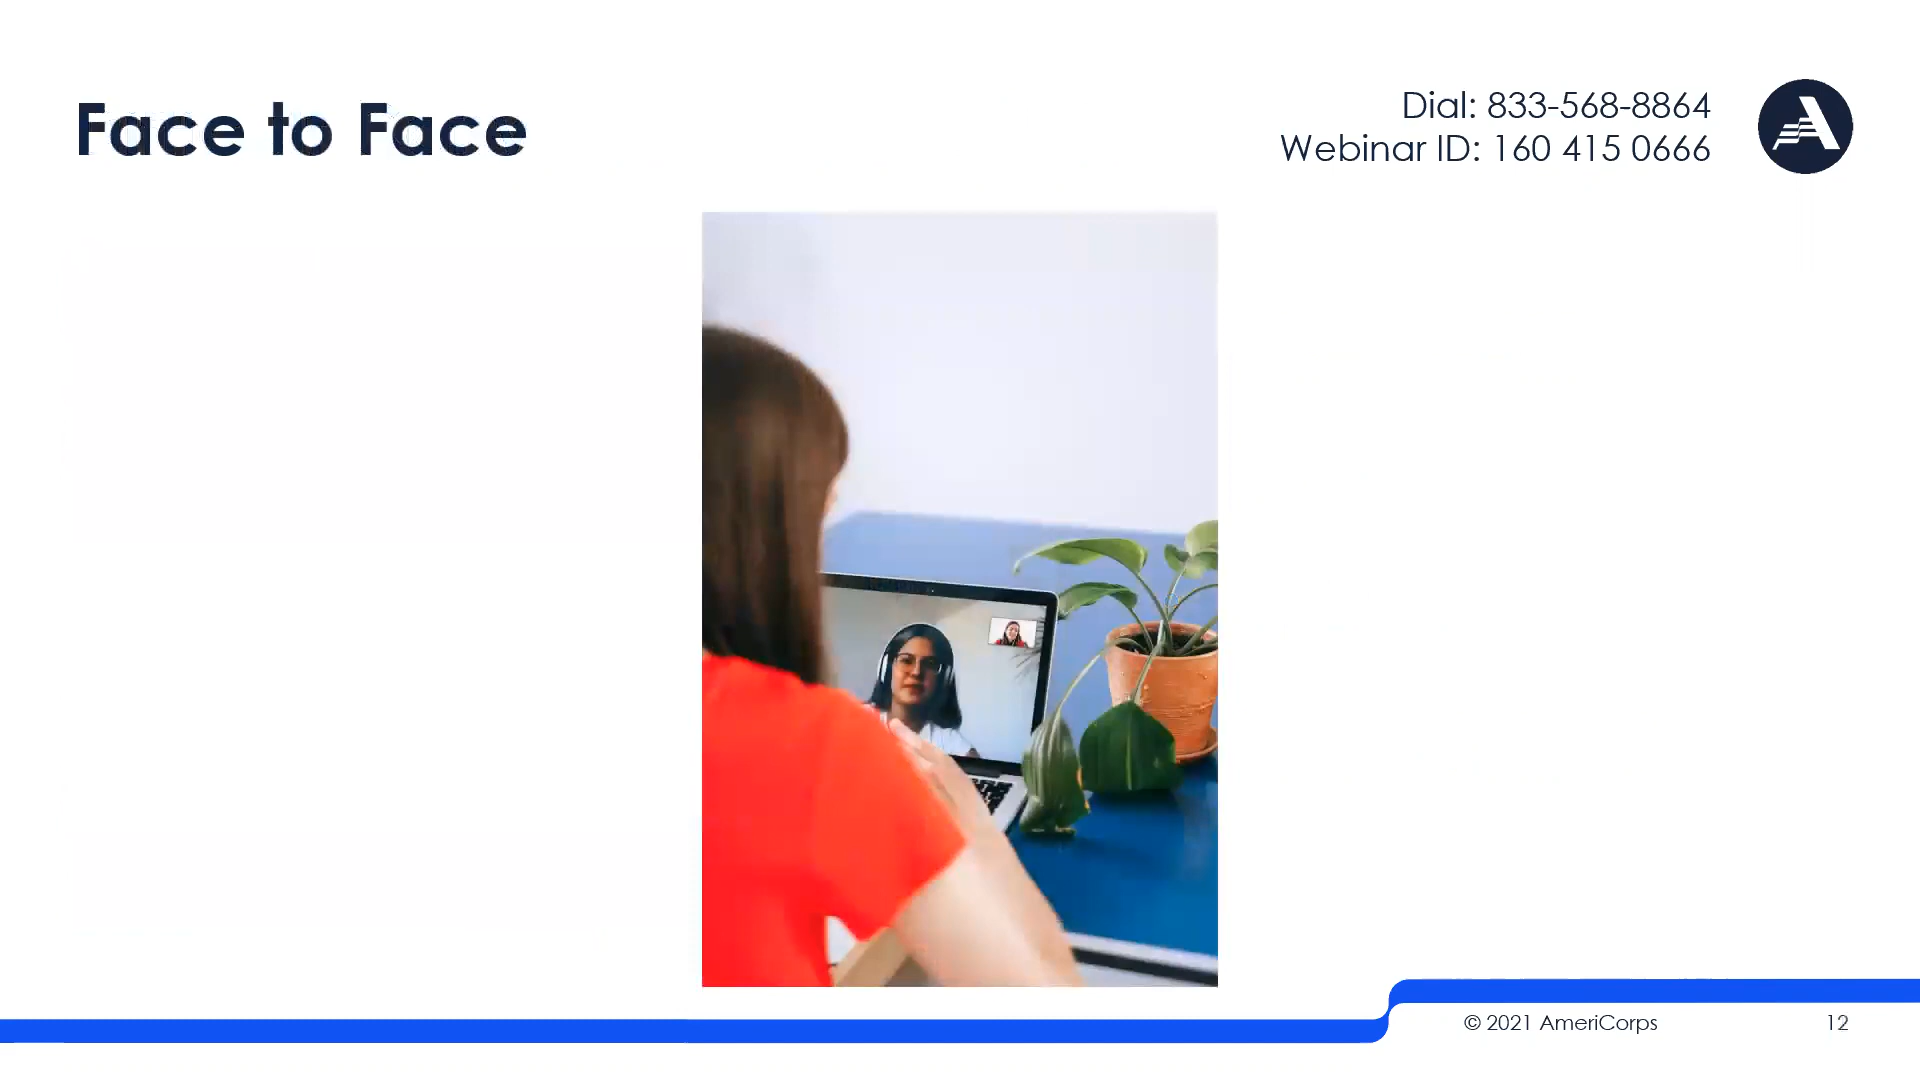 Face to Face
Dial: 833-568-8864
Webinar ID: 160 415 0666
© 2021 AmeriCorps
12